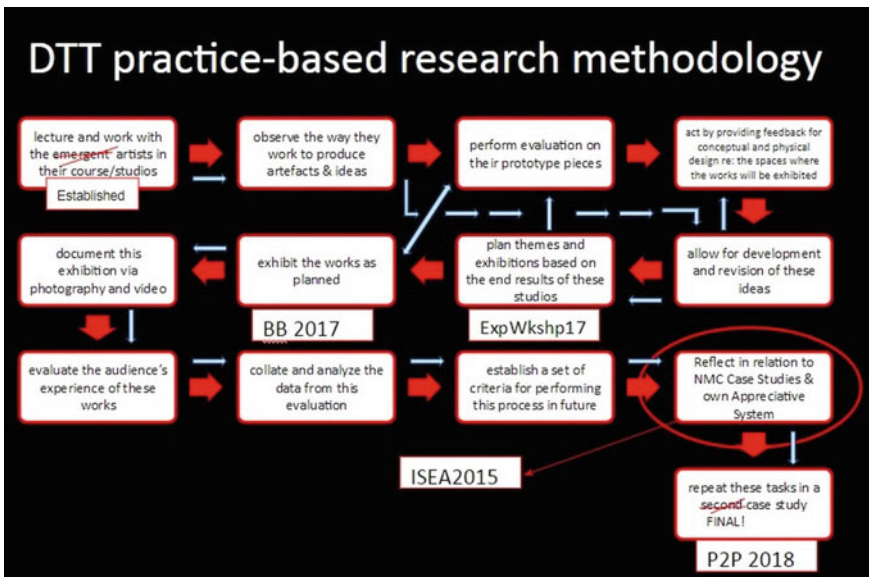 DTT practice-based research methodology
lecture and work with
the emergent artists in
their course/studios
Established
observe the way they
work to produce
artefacts & ideas
perform evaluation on
their prototype pieces
act by providing feedback for
conceptual and physical
design re: the spaces where
the works will be exhibited
document this
exhibition via
photography and video
exhibit the works as
planned
BB 2017
plan themes and
exhibitions based on
the end results of these
studios
ExpWkshp17
allow for development
and revision of these
ideas
evaluate the audience's
experience of these
works
collate and analyze the
data from this
evaluation
establish a set of
criteria for performing
this process in future
Reflect in relation to
NMC Case Studies &
own Appreciative
System
ISEA2015
repeat these tasks in a
second case study
FINAL!
P2P 2018